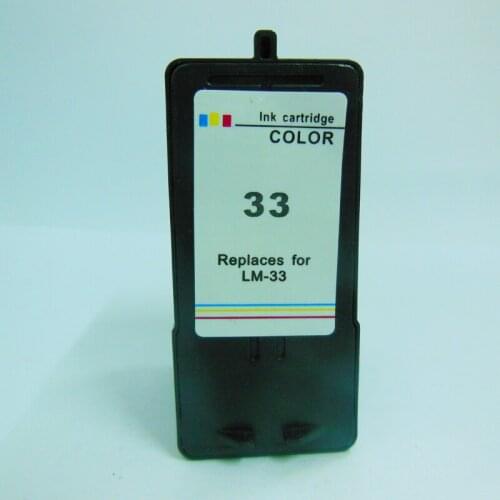 Ink cartridge
COLOR
33
Replaces for
LM-33